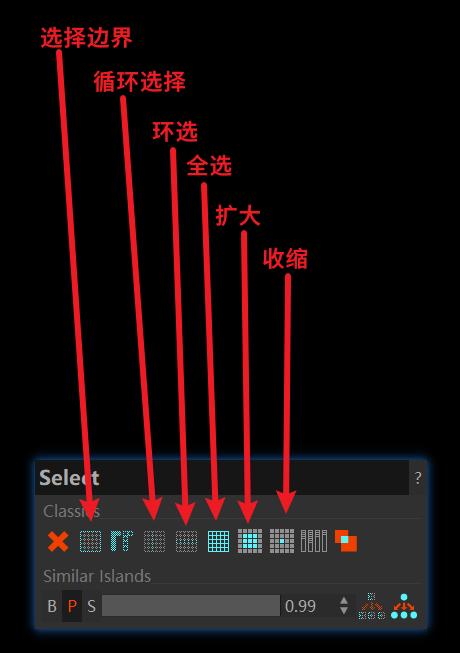 选择边界
循环选择
环选
全选
扩大
收缩
Select ?
Classics
Similar Islands
B P S 0.99